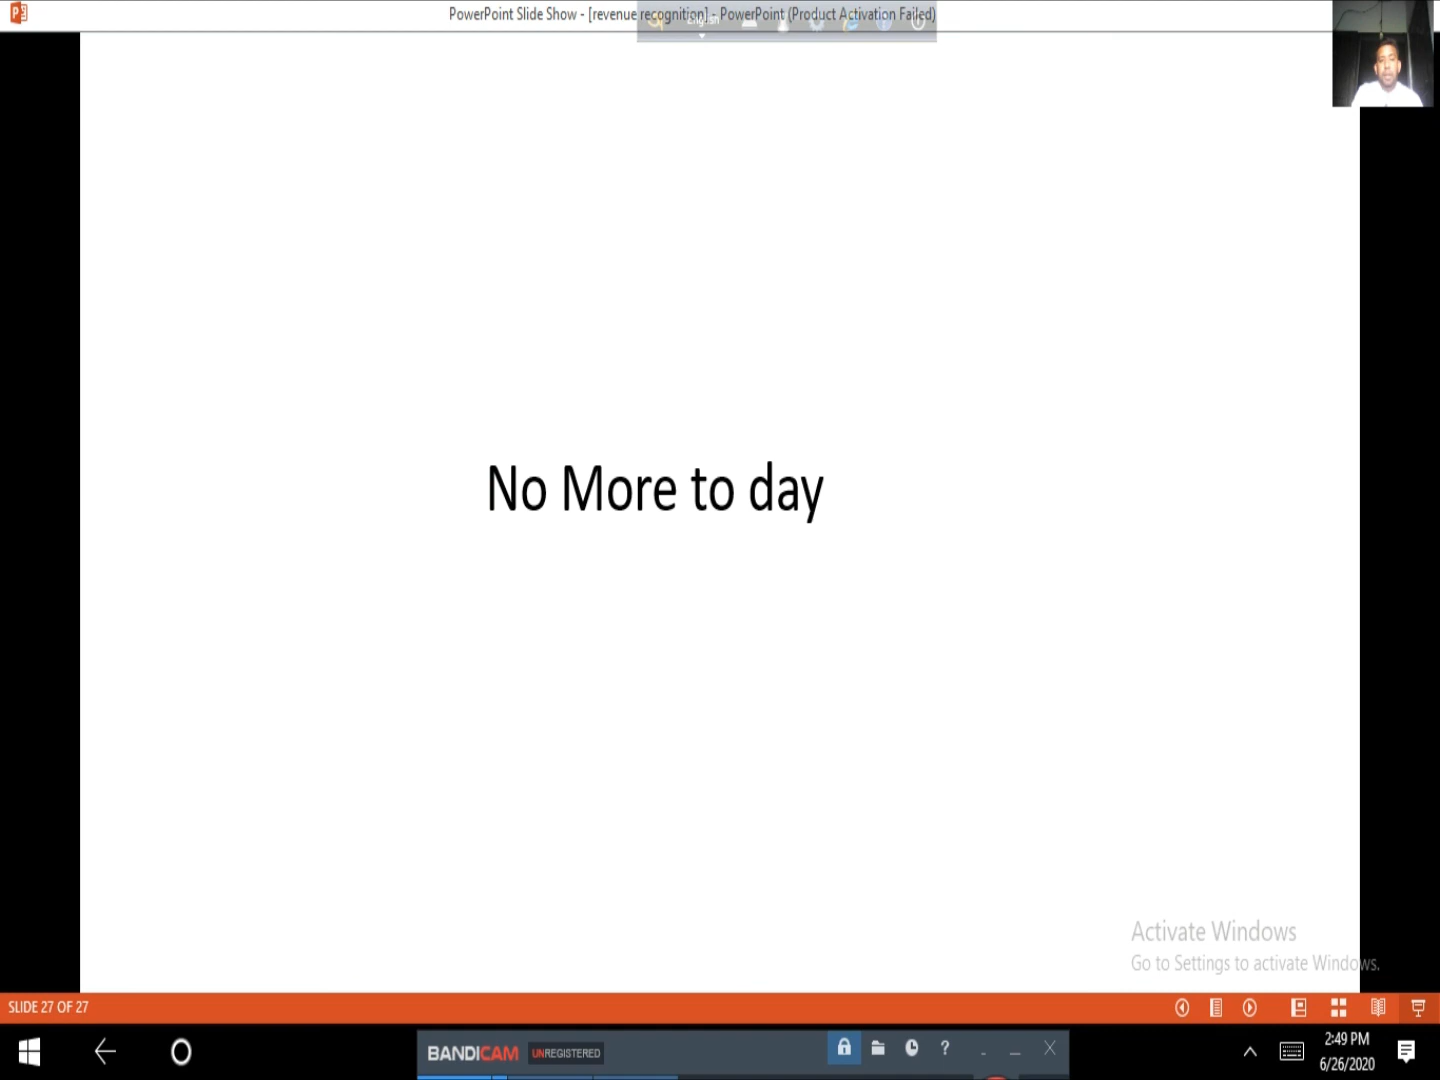 PowerPoint Slide Show - [revenue recognition] - PowerPoint (Product Activation Failed)
English
No More to day
Activate Windows
Go to Settings to activate Windows.
SLIDE 27 OF 27
BANDICAM UNREGISTERED
2:49 PM
6/26/2020